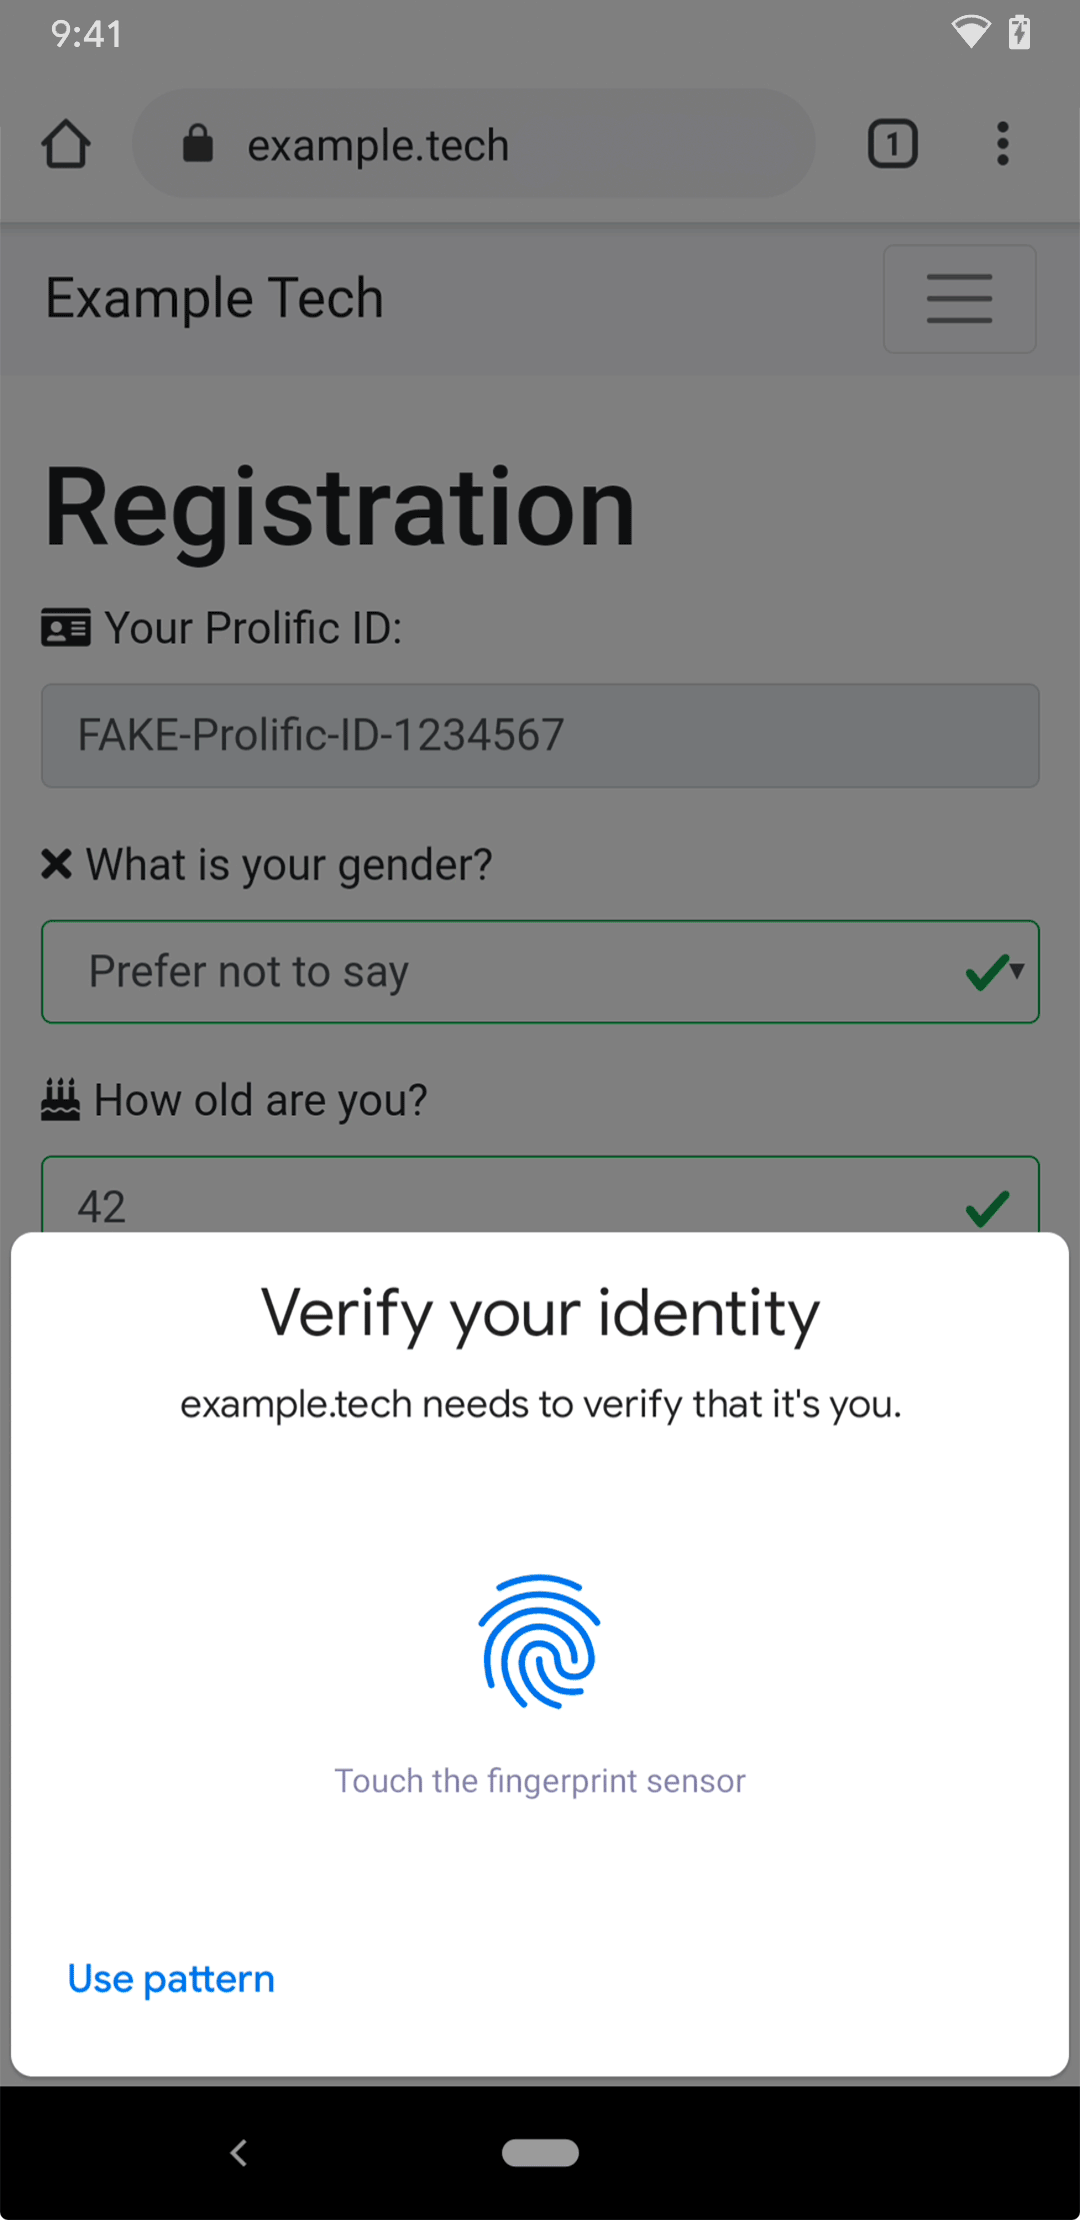 9:41
example.tech
1
Example Tech
Registration
Your Prolific ID:
FAKE-Prolific-ID-1234567
What is your gender?
Prefer not to say
How old are you?
42
Verify your identity
example.tech needs to verify that it's you.
Touch the fingerprint sensor
Use pattern